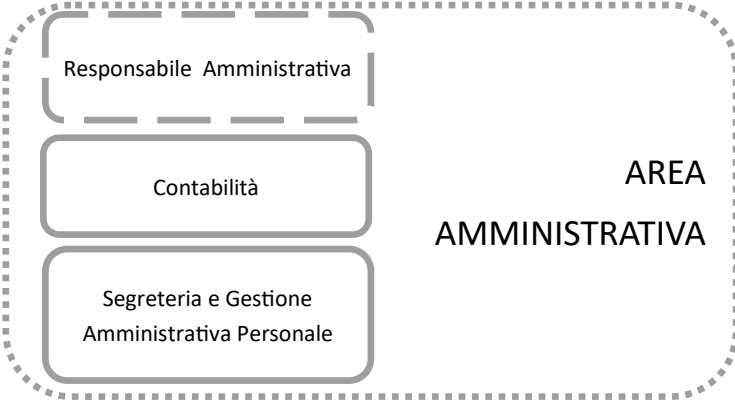 Responsabile Amministrativa
Contabilità
Segreteria e Gestione
Amministrativa Personale
AREA
AMMINISTRATIVA